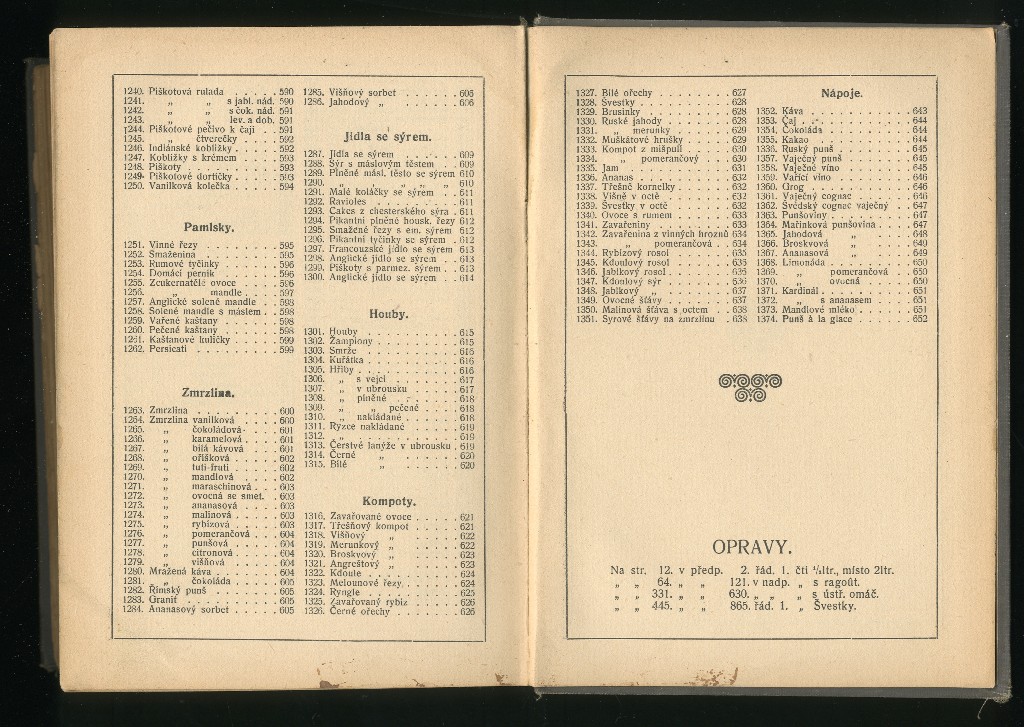 1240. Piškotová rulada . . . . . 590
1241. „ „ s jabl. nád. 590
1242. „ „ s čok. nád. 591
1243. „ „ lev. a dob. 591
1244. Piškotové pečivo k čaji . . 591
1245. „ čtverečky . . . 592
1246. Indiánské kobližky . . . . 592
1247. Kobližky s krémem . . . . 593
1248. Piškoty . . . . . . . . 593
1249. Piškotové dortíčky . . . . 593
1250. Vanilková kolečka . . . . 594
Pamlsky.
1251. Vinné řezy . . . . . . . 595
1252. Smaženina . . . . . . . 595
1253. Rumové tyčinky . . . . . 596
1254. Domácí perník . . . . . 596
1255. Zcukernatělé ovoce . . . . 596
1256. „ mandle . . . . 597
1257. Anglické solené mandle . . 598
1258. Solené mandle s máslem . . 598
1259. Vařené kaštany . . . . . 598
1260. Pečené kaštany . . . . . 598
1261. Kaštanové kuličky . . . . 599
1262. Persicati . . . . . . . . 599
Zmrzlina.
1263. Zmrzlina . . . . . . . . 600
1264. Zmrzlina vanilková . . . . 600
1265. „ čokoládová . . . . 601
1266. „ karamelová . . . . 601
1267. „ bílá kávová . . . . 601
1268. „ oříšková . . . . 602
1269. „ tuti-fruti . . . . 602
1270. „ mandlová . . . . 602
1271. „ maraschinová . . . 603
1272. „ ovocná se smet. . . 603
1273. „ ananasová . . . . 603
1274. „ malinová . . . . . 603
1275. „ rybízová . . . . . 603
1276. „ pomerančová . . . 604
1277. „ punšová . . . . . 604
1278. „ citronová . . . . . 604
1279. „ višňová . . . . . 604
1280. Mražená káva . . . . . . 604
1281. „ čokoláda . . . . 605
1282. Římský punš . . . . . . 605
1283. Granit . . . . . . . . 605
1284. Ananasový sorbet . . . . 605
1285. Višňový sorbet . . . . . . 606
1286. Jahodový „ . . . . . . 606
Jídla se sýrem.
1287. Jídla se sýrem . . . . . 609
1288. Sýr s máslovým těstem . . 609
1289. Plněné másl. těsto se sýrem 610
1290. „ „ „ „ 610
1291. Malé koláčky se sýrem . . 611
1292. Ravioles . . . . . . . . 611
1293. Cakes z chesterského sýra . 611
1294. Pikantní plněné housk. řezy 612
1295. Smažené řezy s em. sýrem 612
1296. Pikantní tyčinky se sýrem . 612
1297. Francouzské jídlo se sýrem 613
1298. Anglické jídlo se sýrem . . 613
1299. Piškoty s parmez. sýrem . . 613
1300. Anglické jídlo se sýrem . . 614
Houby.
1301. Houby . . . . . . . . . 615
1302. Žampiony . . . . . . . 615
1303. Smrže . . . . . . . . . 615
1304. Kuřátka . . . . . . . . 616
1305. Hřiby . . . . . . . . . 616
1306. „ s vejci . . . . . . 617
1307. „ v ubrousku . . . . . 617
1308. „ plněné . . . . . . 618
1309. „ „ pečené . . . 618
1310. „ nakládané . . . . . 618
1311. Ryzce nakládané . . . . . 619
1312. „ „ . . . . . 619
1313. Čerstvé lanýže v ubrousku . 619
1314. Černé „ . . . . . . 620
1315. Bílé „ . . . . . . 620
Kompoty.
1316. Zavařované ovoce . . . . . 621
1317. Třešňový kompot . . . . . 621
1318. Višňový „ . . . . . 622
1319. Merunkový „ . . . . . 622
1320. Broskvový „ . . . . . 623
1321. Angreštový „ . . . . . 623
1322. Kdoule . . . . . . . . 624
1323. Melounové řezy . . . . . 624
1324. Ryngle . . . . . . . . 625
1325. Zavařovaný rybíz . . . . 626
1326. Černé ořechy . . . . . . 626
1327. Bílé ořechy . . . . . . . 627
1328. Švestky . . . . . . . . 628
1329. Brusinky . . . . . . . . 628
1330. Ruské jahody . . . . . . 628
1331. „ merunky . . . . . 629
1332. Muškátové hrušky . . . . 629
1333. Kompot z mišpulí . . . . 630
1334. „ pomerančový . . . 630
1335. Jam . . . . . . . . . 631
1336. Ananas . . . . . . . . 632
1337. Třešně kornelky . . . . . 632
1338. Višně v octě . . . . . . 632
1339. Švestky v octě . . . . . 632
1340. Ovoce s rumem . . . . . 633
1341. Zavařeniny . . . . . . . 633
1342. Zavařenina z vinných hroznů 634
1343. „ pomerančová . . 634
1344. Rybízový rosol . . . . . 635
1345. Kdoulový rosol . . . . . 635
1346. Jablkový rosol . . . . . . 636
1347. Kdoulový sýr . . . . . . 636
1348. Jablkový „ . . . . . . 637
1349. Ovocné šťávy . . . . . . 637
1350. Malinová šťáva s octem . . 638
1351. Syrové šťávy na zmrzlinu . 638
Nápoje.
1352. Káva . . . . . . . . . 643
1353. Čaj . . . . . . . . . 644
1354. Čokoláda . . . . . . . 644
1355. Kakao . . . . . . . . 644
1336. Ruský punš . . . . . . 645
1357. Vaječný punš . . . . . . 645
1358. Vaječné víno . . . . . . 645
1359. Vařící víno . . . . . . . 646
1360. Grog . . . . . . . . . 646
1361. Vaječný cognac . . . . . 646
1362. Švédský cognac vaječný . . 647
1363. Punšoviny . . . . . . . 647
1364. Mařinková punšovina . . . 647
1365. Jahodová „ . . . 648
1366. Broskvová „ . . . 649
1367. Ananasová „ . . . 649
1368. Limonáda . . . . . . . 650
1369. „ pomerančová . . 650
1370. „ ovocná . . . . 650
1371. Kardinál . . . . . . . . 651
1372. „ s ananasem . . . 651
1373. Mandlové mléko . . . . . 651
1374. Punš à la glace . . . . . 652
OPRAVY.
Na str. 12. v předp. 2. řád. 1. čti ½ltr., místo 2ltr.
„ „ 64. „ „ 121. v nadp. „ s ragoût.
„ „ 331. „ „ 630. „ „ „ s ústř. omáč.
„ „ 445. „ „ 865. řád. 1. „ Švestky.